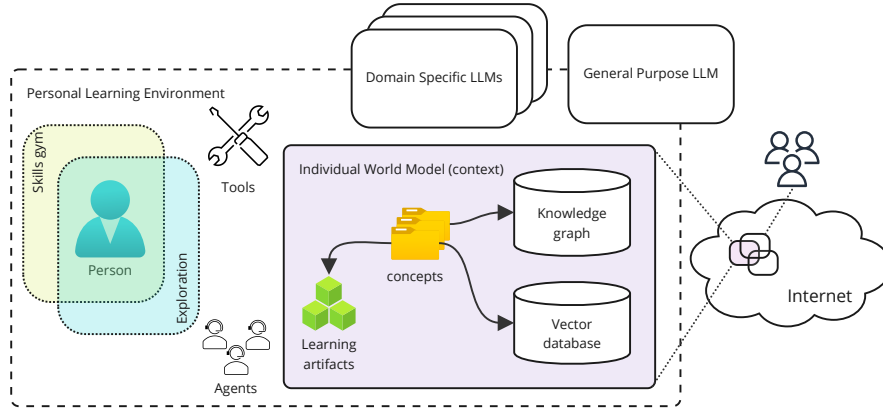 Domain Specific LLMs
General Purpose LLM
Personal Learning Environment
Skills gym
Tools
Person
Exploration
Agents
Individual World Model (context)
concepts
Knowledge
graph
Learning
artifacts
Vector
database
Internet